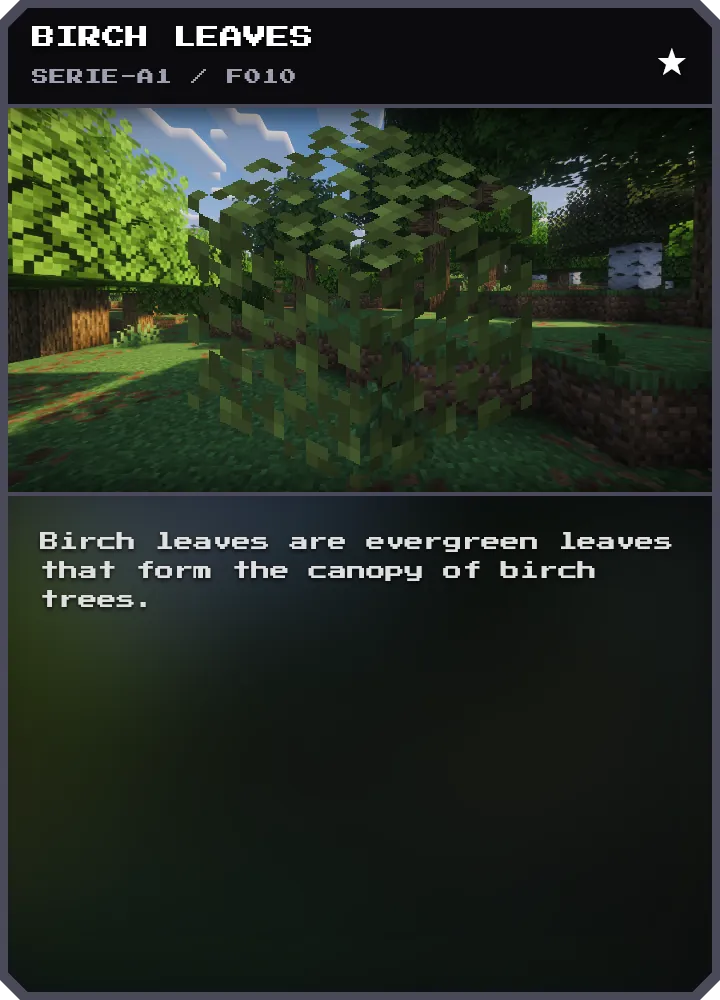 BIRCH LEAVES
SERIE-A1 / F010
Birch leaves are evergreen leaves
that form the canopy of birch
trees.